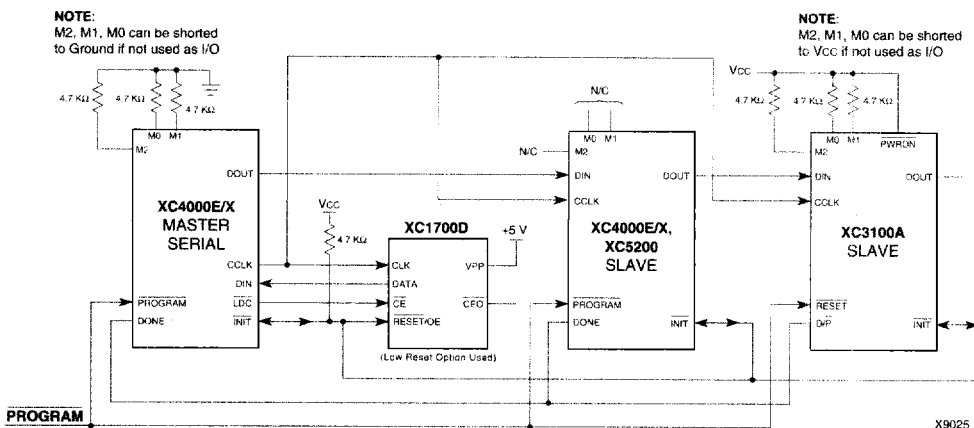 NOTE:
M2, M1, M0 can be shorted
to Ground if not used as I/O
NOTE:
M2, M1, M0 can be shorted
to VCC if not used as I/O
4.7 KΩ
4.7 KΩ
4.7 KΩ
M0 M1
M2
DOUT
XC4000E/X
MASTER
SERIAL
CCLK
DIN
PROGRAM
LDC
DONE
INIT
VCC
4.7 KΩ
XC1700D
+5 V
CLK
VPP
DATA
CE
CEO
RESET/OE
(Low Reset Option Used)
N/C
M0 M1
N/C
M2
DIN
DOUT
CCLK
XC4000E/X,
XC5200
SLAVE
PROGRAM
DONE
INIT
VCC
4.7 KΩ
4.7 KΩ
4.7 KΩ
M0 M1
PWRDN
M2
DIN
DOUT
CCLK
XC3100A
SLAVE
RESET
D/P
INIT
PROGRAM
X9025